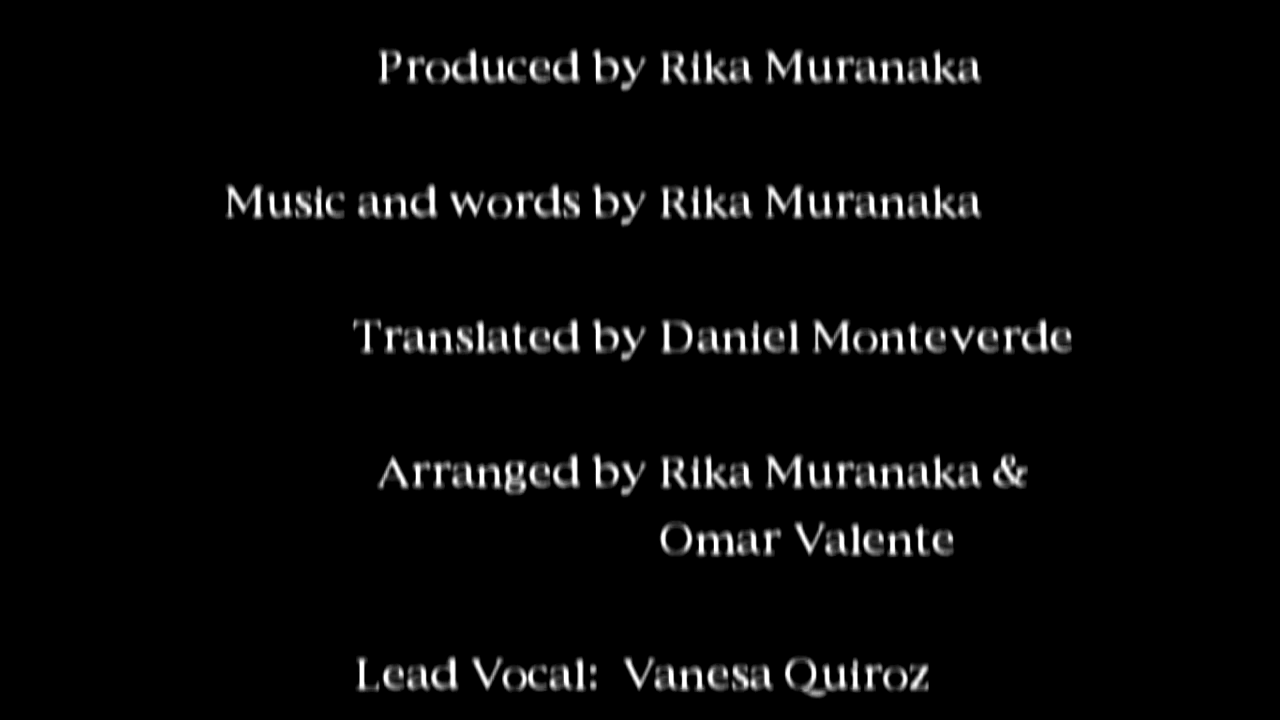 Produced by Rika Muranaka
Music and words by Rika Muranaka
Translated by Daniel Monteverde
Arranged by Rika Muranaka &
Omar Valente
Lead Vocal: Vanesa Quiroz